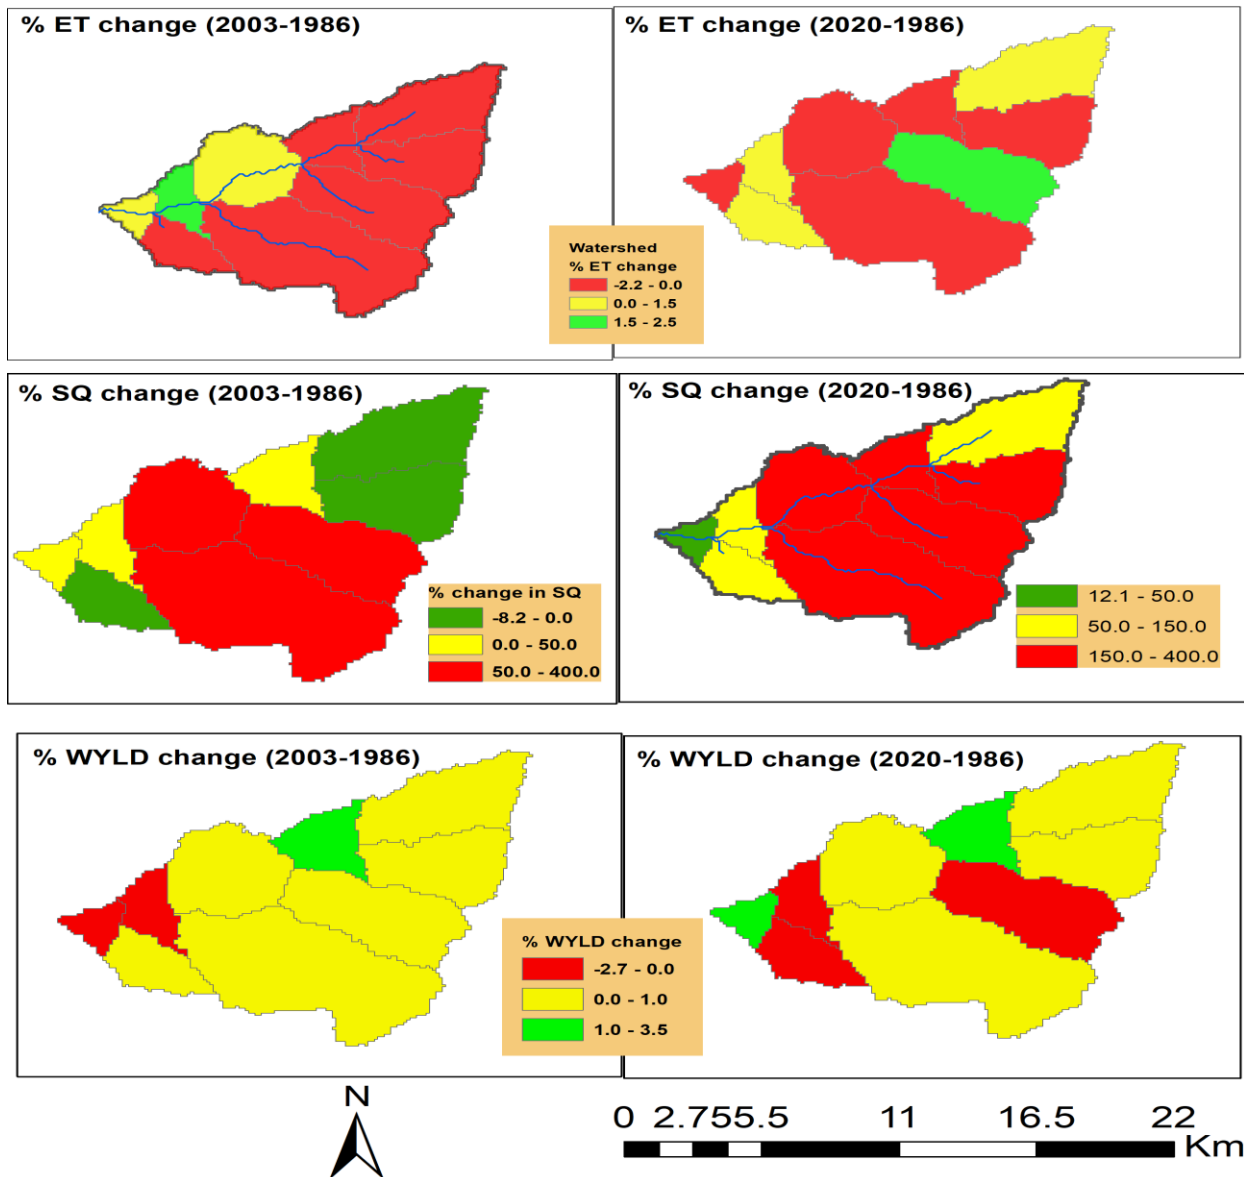 % ET change (2003-1986)
% ET change (2020-1986)
Watershed
% ET change
-2.2 - 0.0
0.0 - 1.5
1.5 - 2.5
% SQ change (2003-1986)
% SQ change (2020-1986)
% change in SQ
-8.2 - 0.0
0.0 - 50.0
50.0 - 400.0
12.1 - 50.0
50.0 - 150.0
150.0 - 400.0
% WYLD change (2003-1986)
% WYLD change (2020-1986)
% WYLD change
-2.7 - 0.0
0.0 - 1.0
1.0 - 3.5
N
0 2.755.5 11 16.5 22
Km